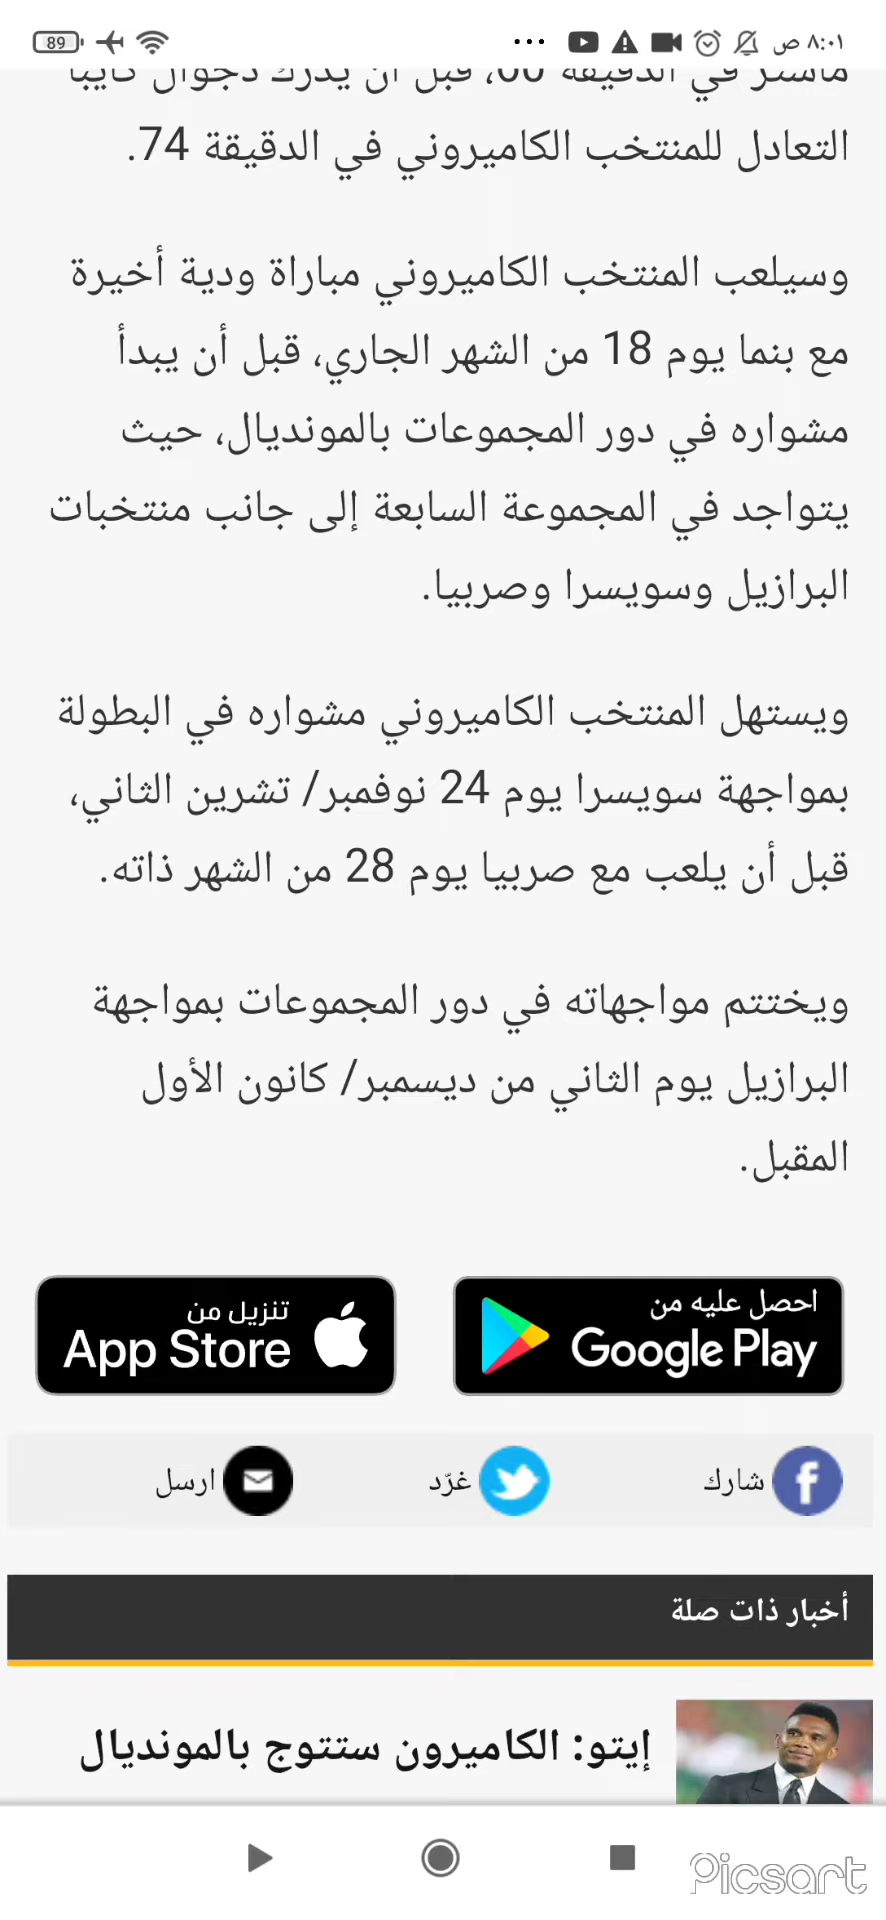 89
٨:٠١ ص
في الدقيقة قبل أن يدرك
التعادل للمنتخب الكاميروني في الدقيقة 74.
وسيلعب المنتخب الكاميروني مباراة ودية أخيرة
مع بنما يوم 18 من الشهر الجاري، قبل أن يبدأ
مشواره في دور المجموعات بالمونديال، حيث
يتواجد في المجموعة السابعة إلى جانب منتخبات
البرازيل وسويسرا وصربيا.
ويستهل المنتخب الكاميروني مشواره في البطولة
بمواجهة سويسرا يوم 24 نوفمبر/ تشرين الثاني،
قبل أن يلعب مع صربيا يوم 28 من الشهر ذاته.
ويختتم مواجهاته في دور المجموعات بمواجهة
البرازيل يوم الثاني من ديسمبر/ كانون الأول
المقبل.
احصل عليه من
Google Play
تنزيل من
App Store
شارك
غرّد
ارسل
أخبار ذات صلة
إيتو: الكاميرون ستتوج بالمونديال
Picsart